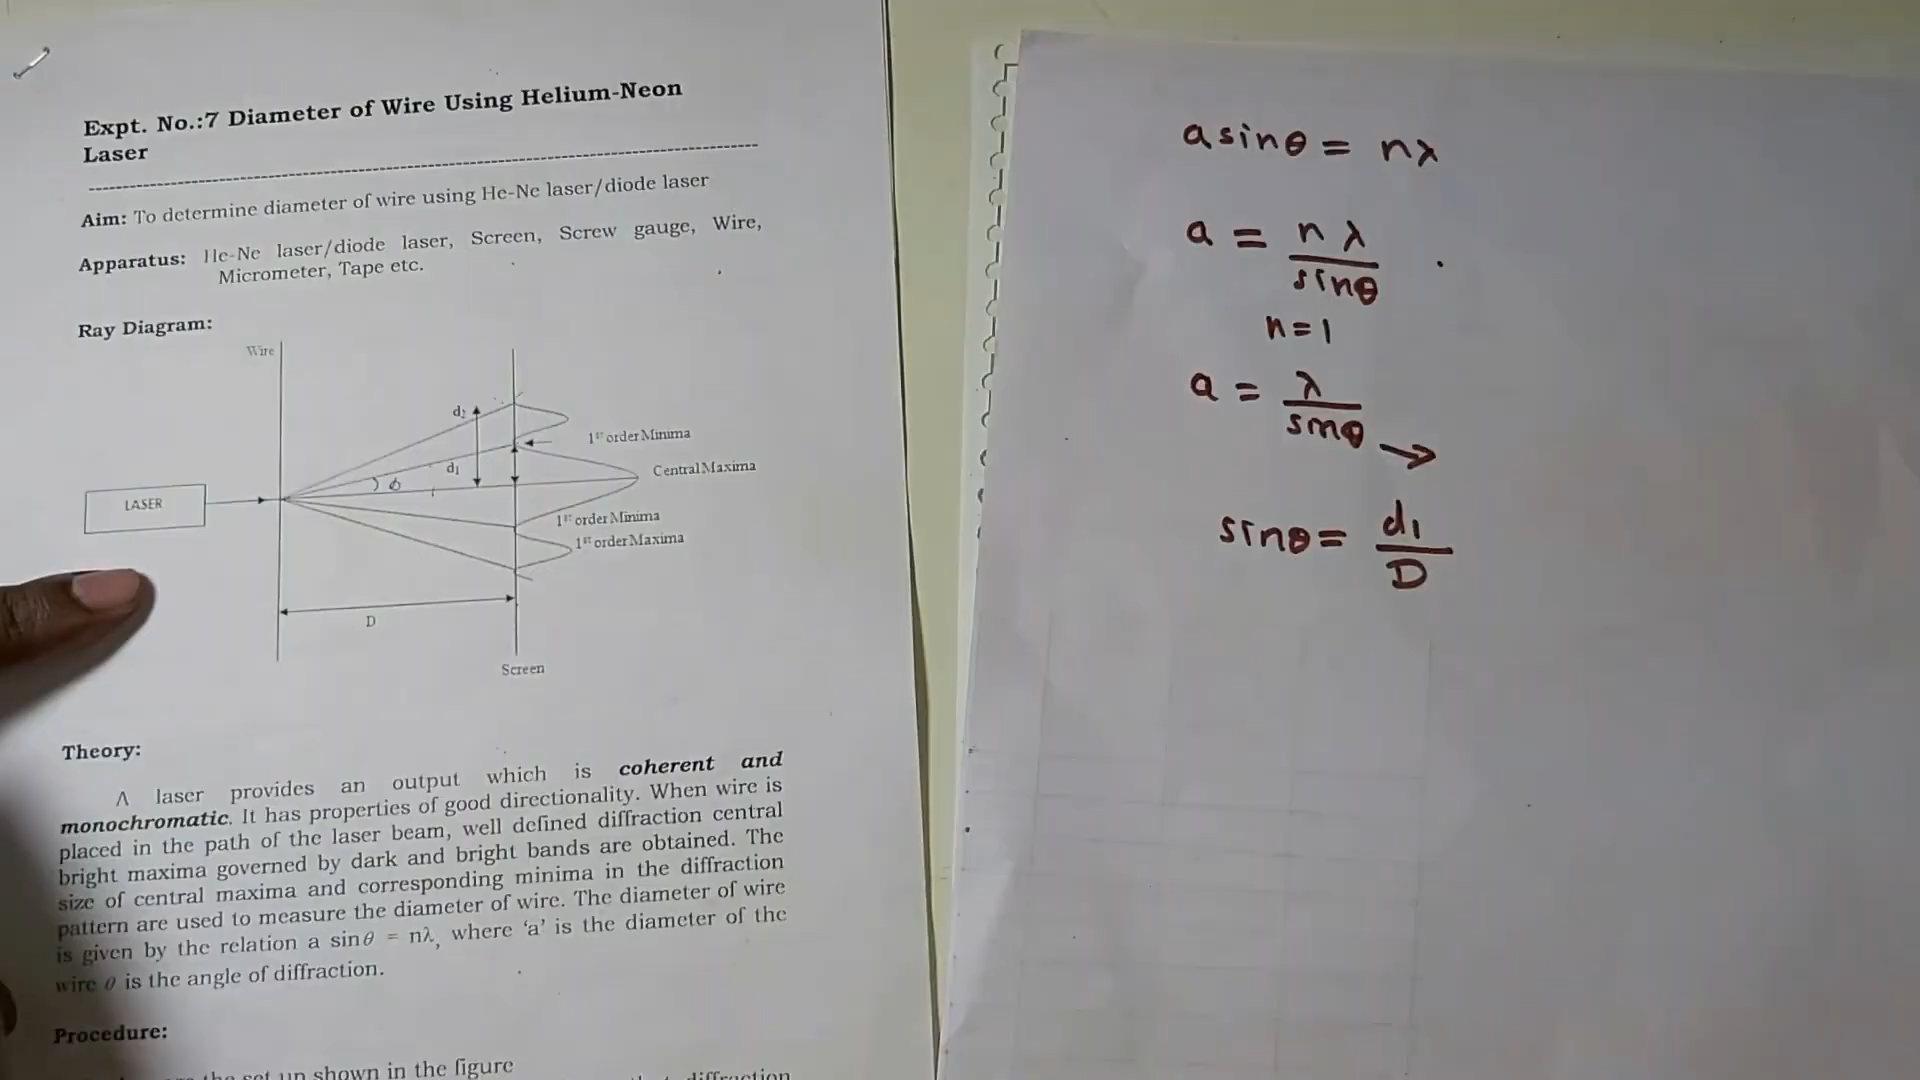 Expt. No.:7 Diameter of Wire Using Helium-Neon
Laser
Aim: To determine diameter of wire using He-Ne laser/diode laser
Apparatus: He-Ne laser/diode laser, Screen, Screw gauge, Wire,
Micrometer, Tape etc.
Ray Diagram:
Wire
d₂
1ˢᵗ order Minima
d₁
Central Maxima
ϕ
LASER
1ˢᵗ order Minima
1ˢᵗ order Maxima
D
Screen
Theory:
A laser provides an output which is coherent and
monochromatic. It has properties of good directionality. When wire is
placed in the path of the laser beam, well defined diffraction central
bright maxima governed by dark and bright bands are obtained. The
size of central maxima and corresponding minima in the diffraction
pattern are used to measure the diameter of wire. The diameter of wire
is given by the relation a sinθ = nλ, where ‘a’ is the diameter of the
wire θ is the angle of diffraction.
Procedure:
the set up shown in the figure
diffraction
a sinθ = nλ
a = nλ / sinθ
n=1
a = λ / sinθ →
sinθ = d₁ / D